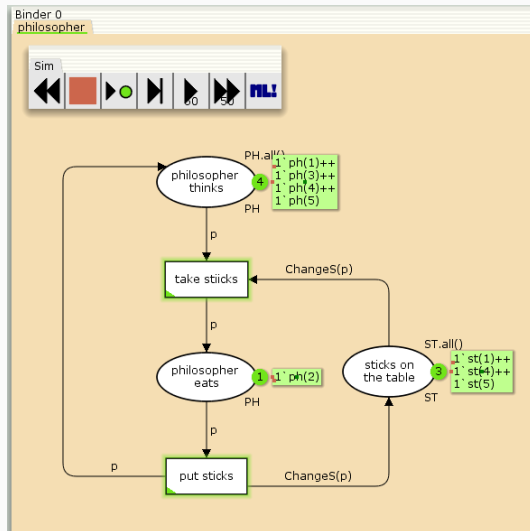 Binder 0
philosopher
Sim
50
50
ML!
PH.all()
1`ph(1)++
1`ph(3)++
1`ph(4)++
1`ph(5)
philosopher
thinks
4
PH
p
take stiicks
ChangeS(p)
p
ST.all()
1`st(1)++
1`st(4)++
1`st(5)
philosopher
eats
1
1`ph(2)
sticks on
the table
3
PH
ST
p
p
put sticks
ChangeS(p)